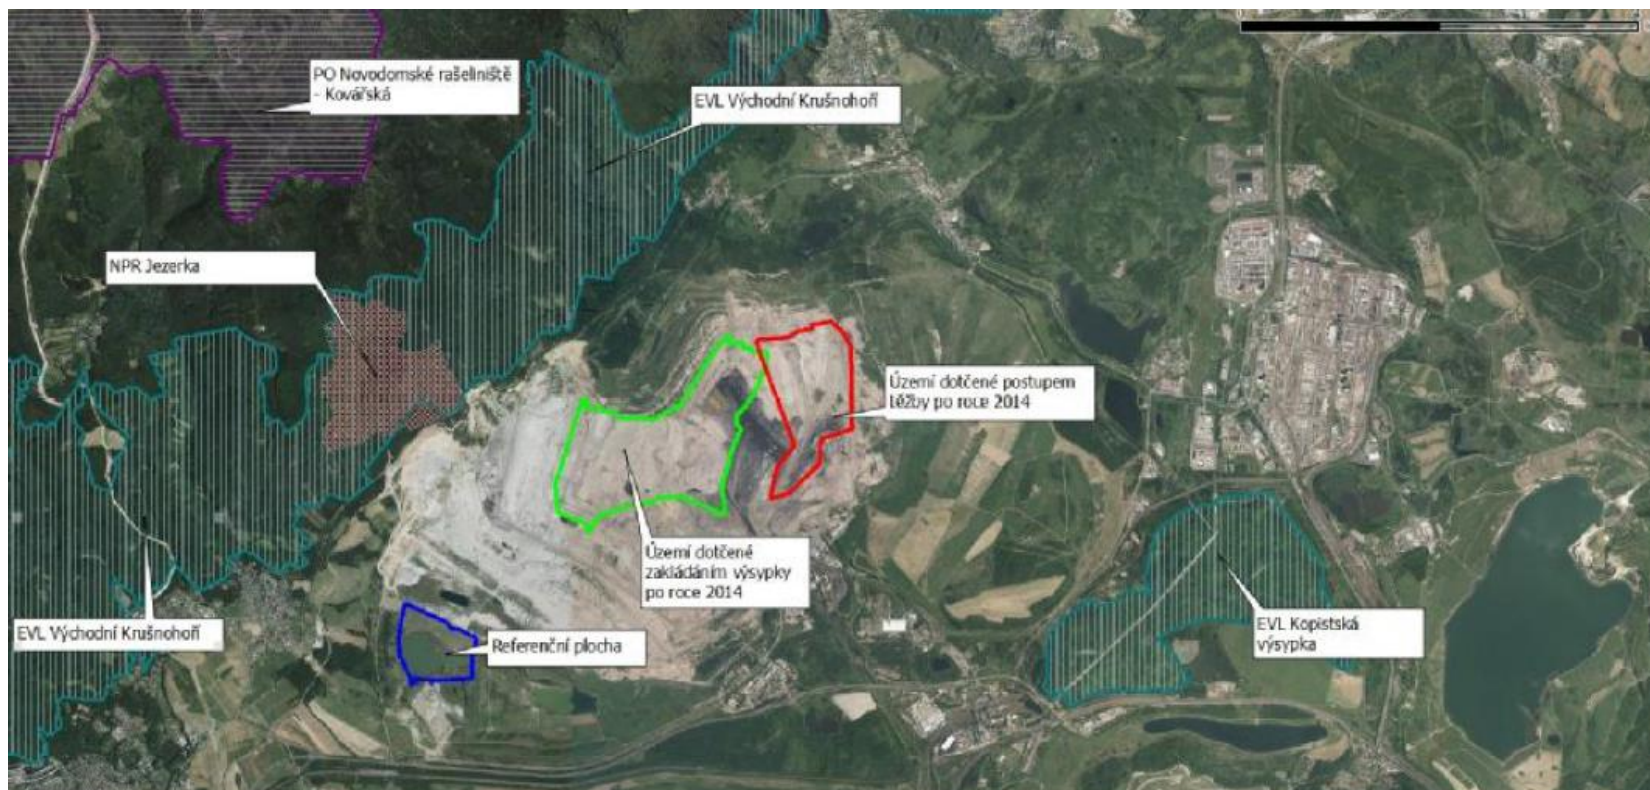 PO Novodomské rašeliniště
- Kovářská
EVL Východní Krušnohoří
NPR Jezerka
Území dotčené postupem
těžby po roce 2014
Území dotčené
zakládáním výsypky
po roce 2014
EVL Východní Krušnohoří
Referenční plocha
EVL Kopistská
výsypka